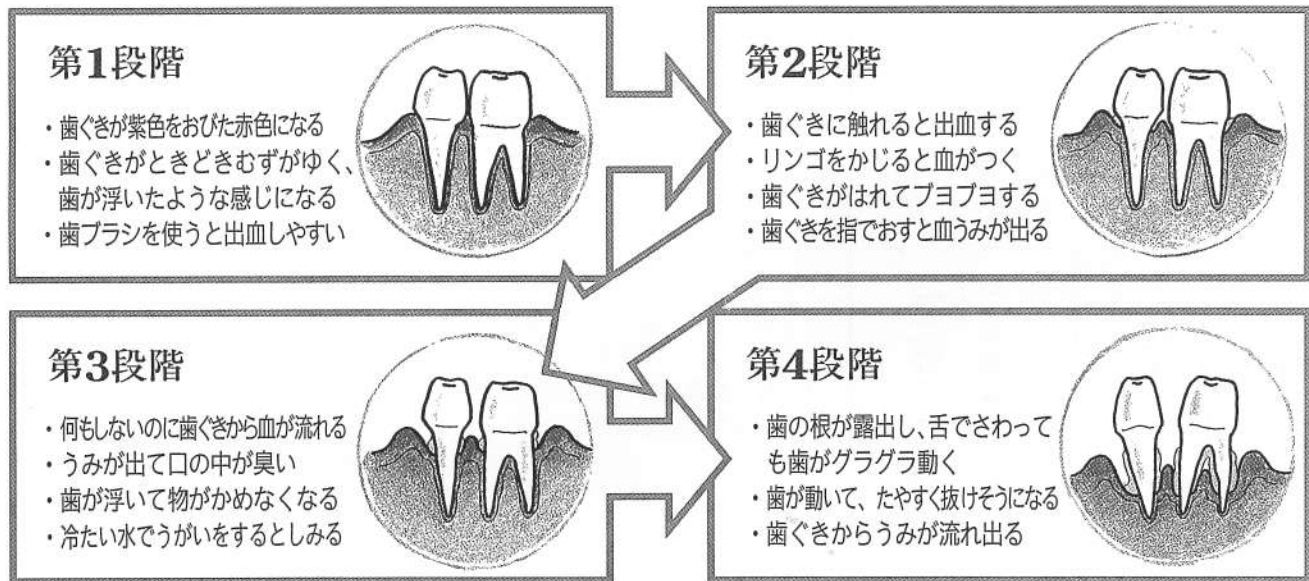 第1段階
・歯ぐきが紫色をおびた赤色になる
・歯ぐきがときどきむずがゆく、
歯が浮いたような感じになる
・歯ブラシを使うと出血しやすい
第2段階
・歯ぐきに触れると出血する
・リンゴをかじると血がつく
・歯ぐきがはれてブヨブヨする
・歯ぐきを指でおすと血うみが出る
第3段階
・何もしないのに歯ぐきから血が流れる
・うみが出て口の中が臭い
・歯が浮いて物がかめなくなる
・冷たい水でうがいをするとしみる
第4段階
・歯の根が露出し、舌でさわって
も歯がグラグラ動く
・歯が動いて、たやすく抜けそうになる
・歯ぐきからうみが流れ出る